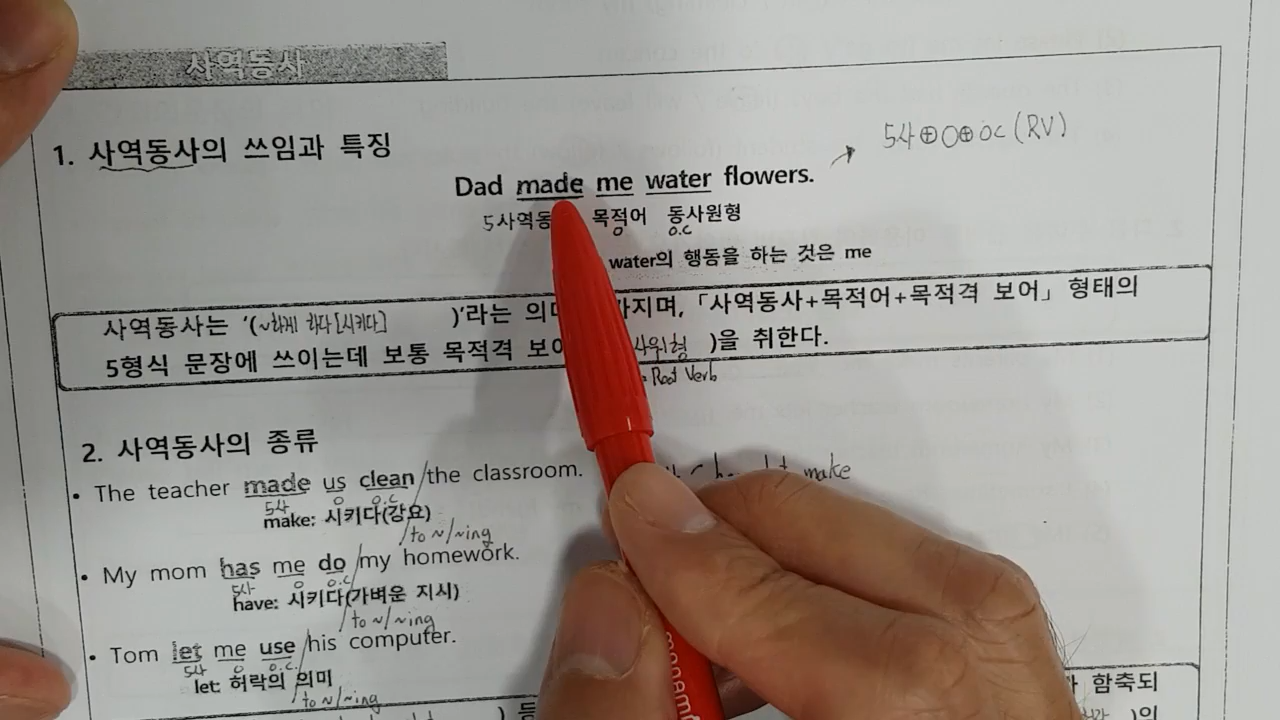 사역동사
1. 사역동사의 쓰임과 특징
54⊕O⊕OC(RV)
Dad made me water flowers.
5사역동 목적어 동사원형
O O.C
water의 행동을 하는 것은 me
사역동사는 '(~하게 하다[시키다] )'라는 의 가지며, 「사역동사+목적어+목적격 보어」 형태의
5형식 문장에 쓰이는데 보통 목적격 보어 사원형 )을 취한다.
Root Verb
2. 사역동사의 종류
• The teacher made us clean/the classroom. make
5사 O O.C
make: 시키다(강요)
/to ~/~ing
• My mom has me do/my homework.
5사 O O.C
have: 시키다(가벼운 지시)
/to ~/~ing
• Tom let me use/his computer.
5사 O O.C.
let: 허락의 의미
to ~/~ing
함축되
) 등 )의
monami